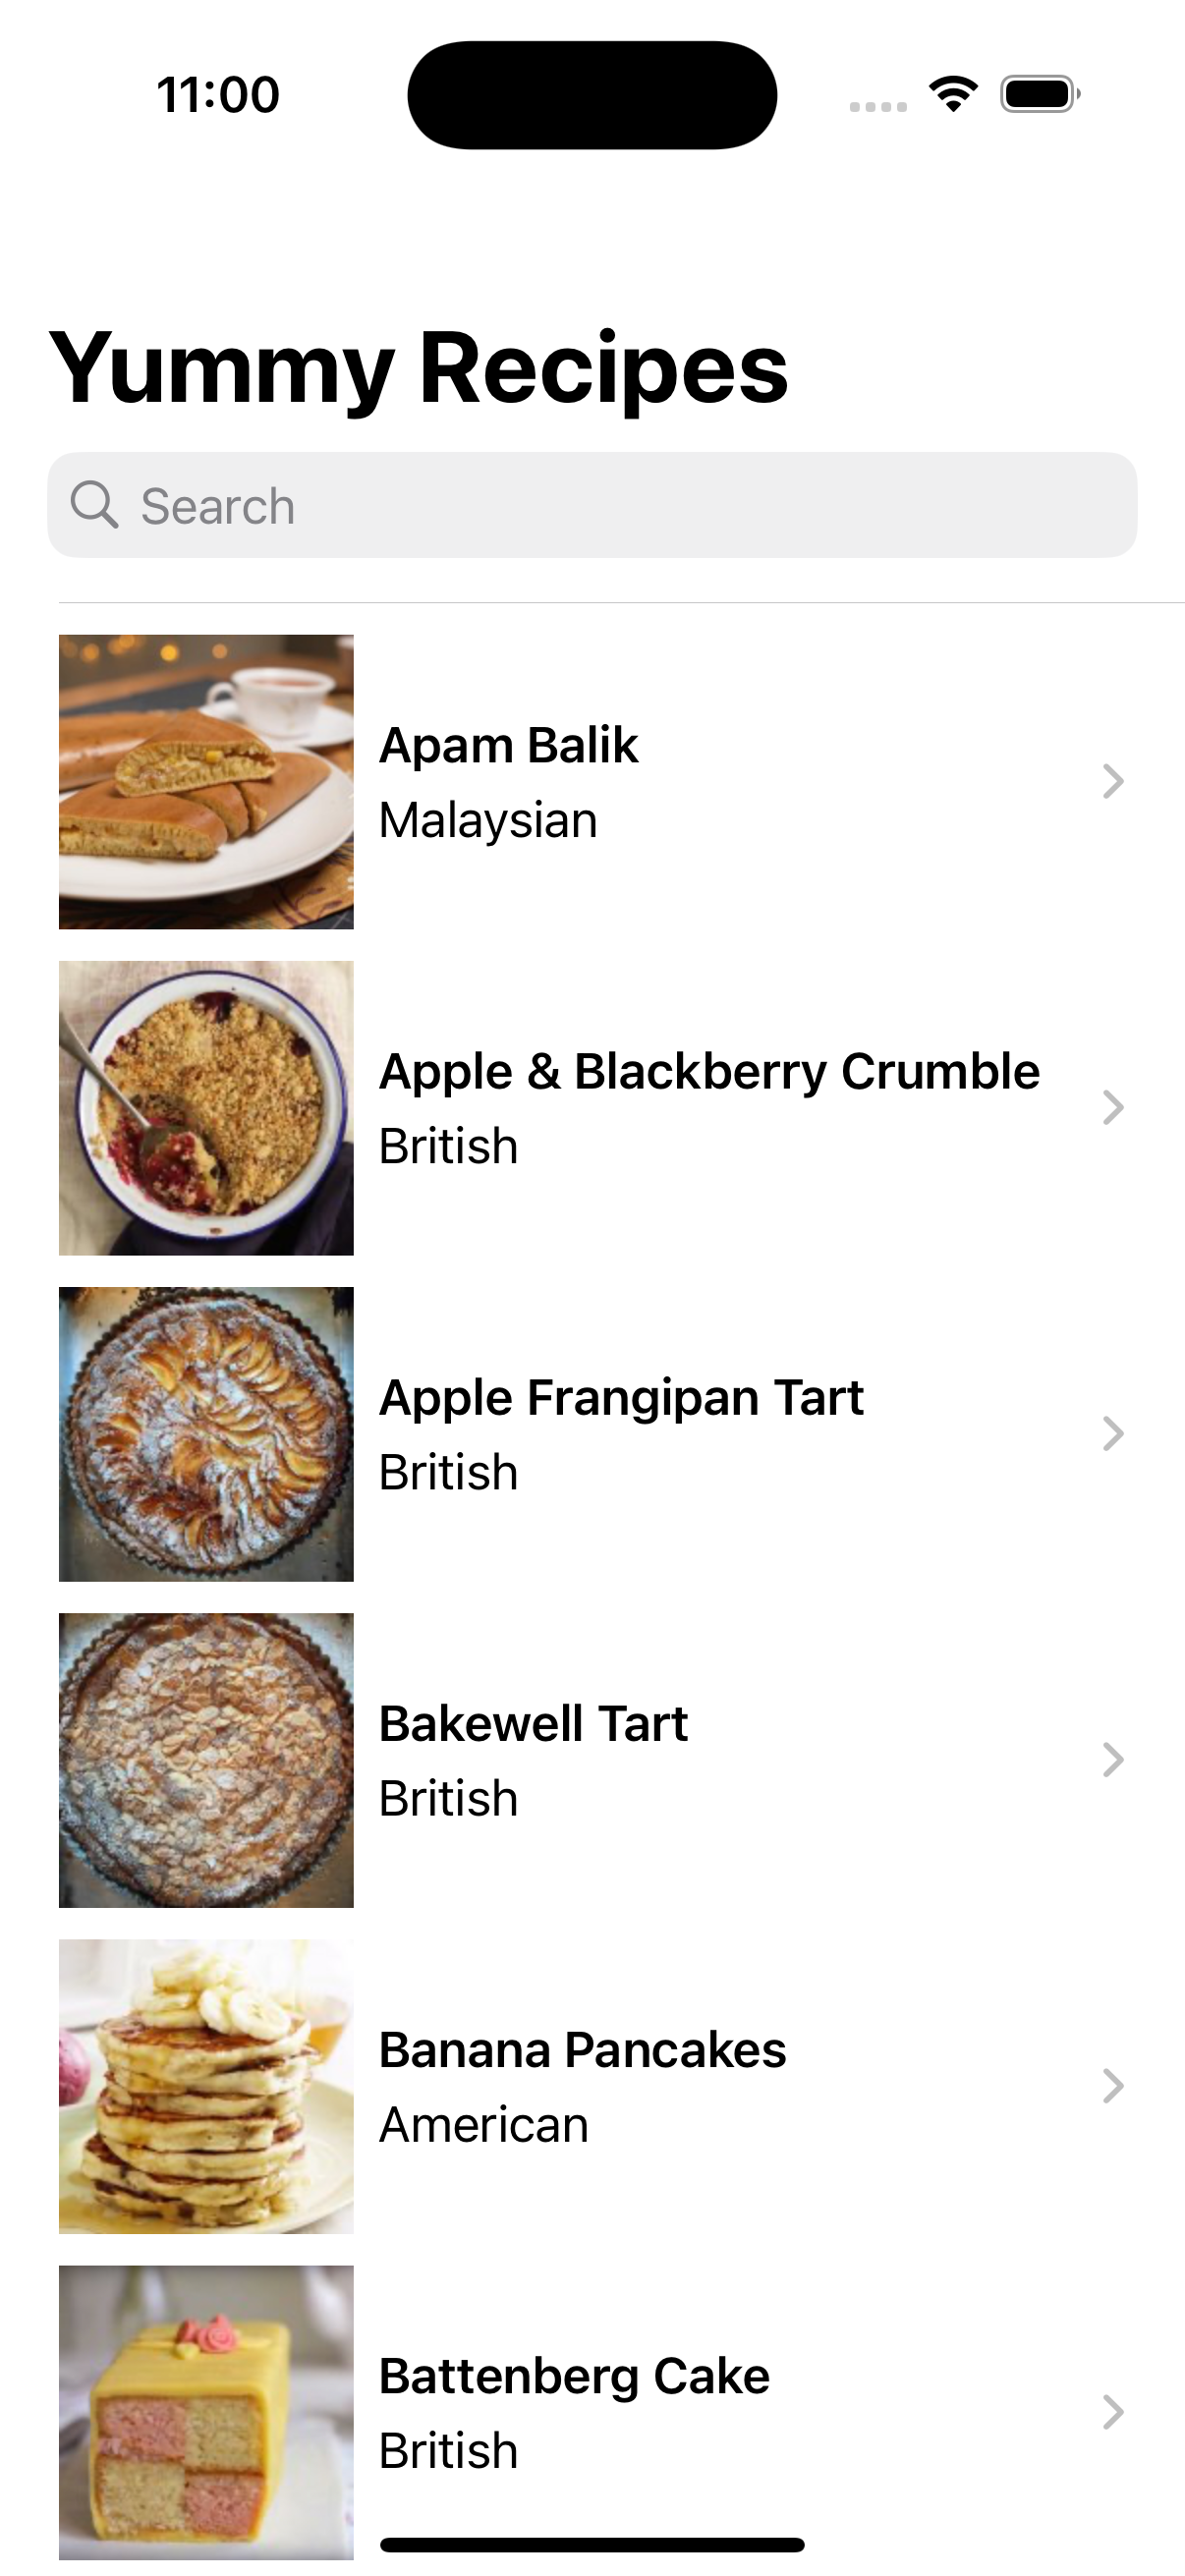 11:00
Yummy Recipes
Search
Apam Balik
Malaysian
Apple & Blackberry Crumble
British
Apple Frangipan Tart
British
Bakewell Tart
British
Banana Pancakes
American
Battenberg Cake
British